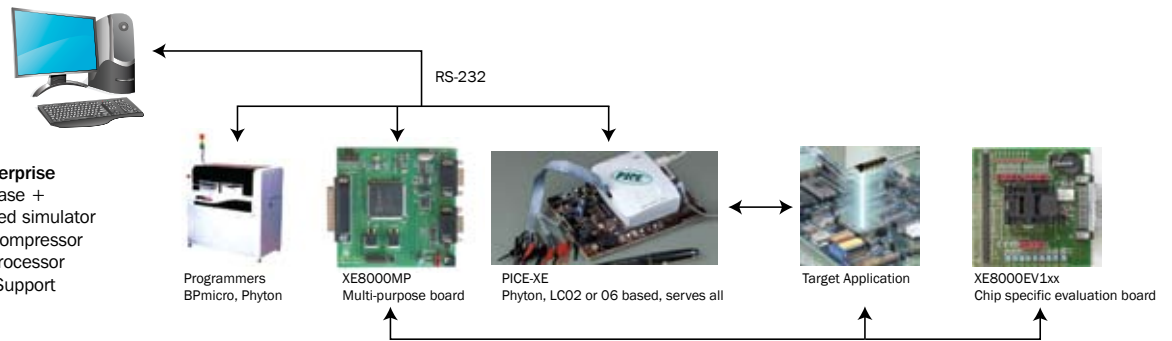 RS-232
erprise
ase +
ed simulator
ompressor
rocessor
Support
PICE
Programmers
BPmicro, Phyton
XE8000MP
Multi-purpose board
PICE-XE
Phyton, LC02 or 06 based, serves all
Target Application
XE8000EV1xx
Chip specific evaluation board